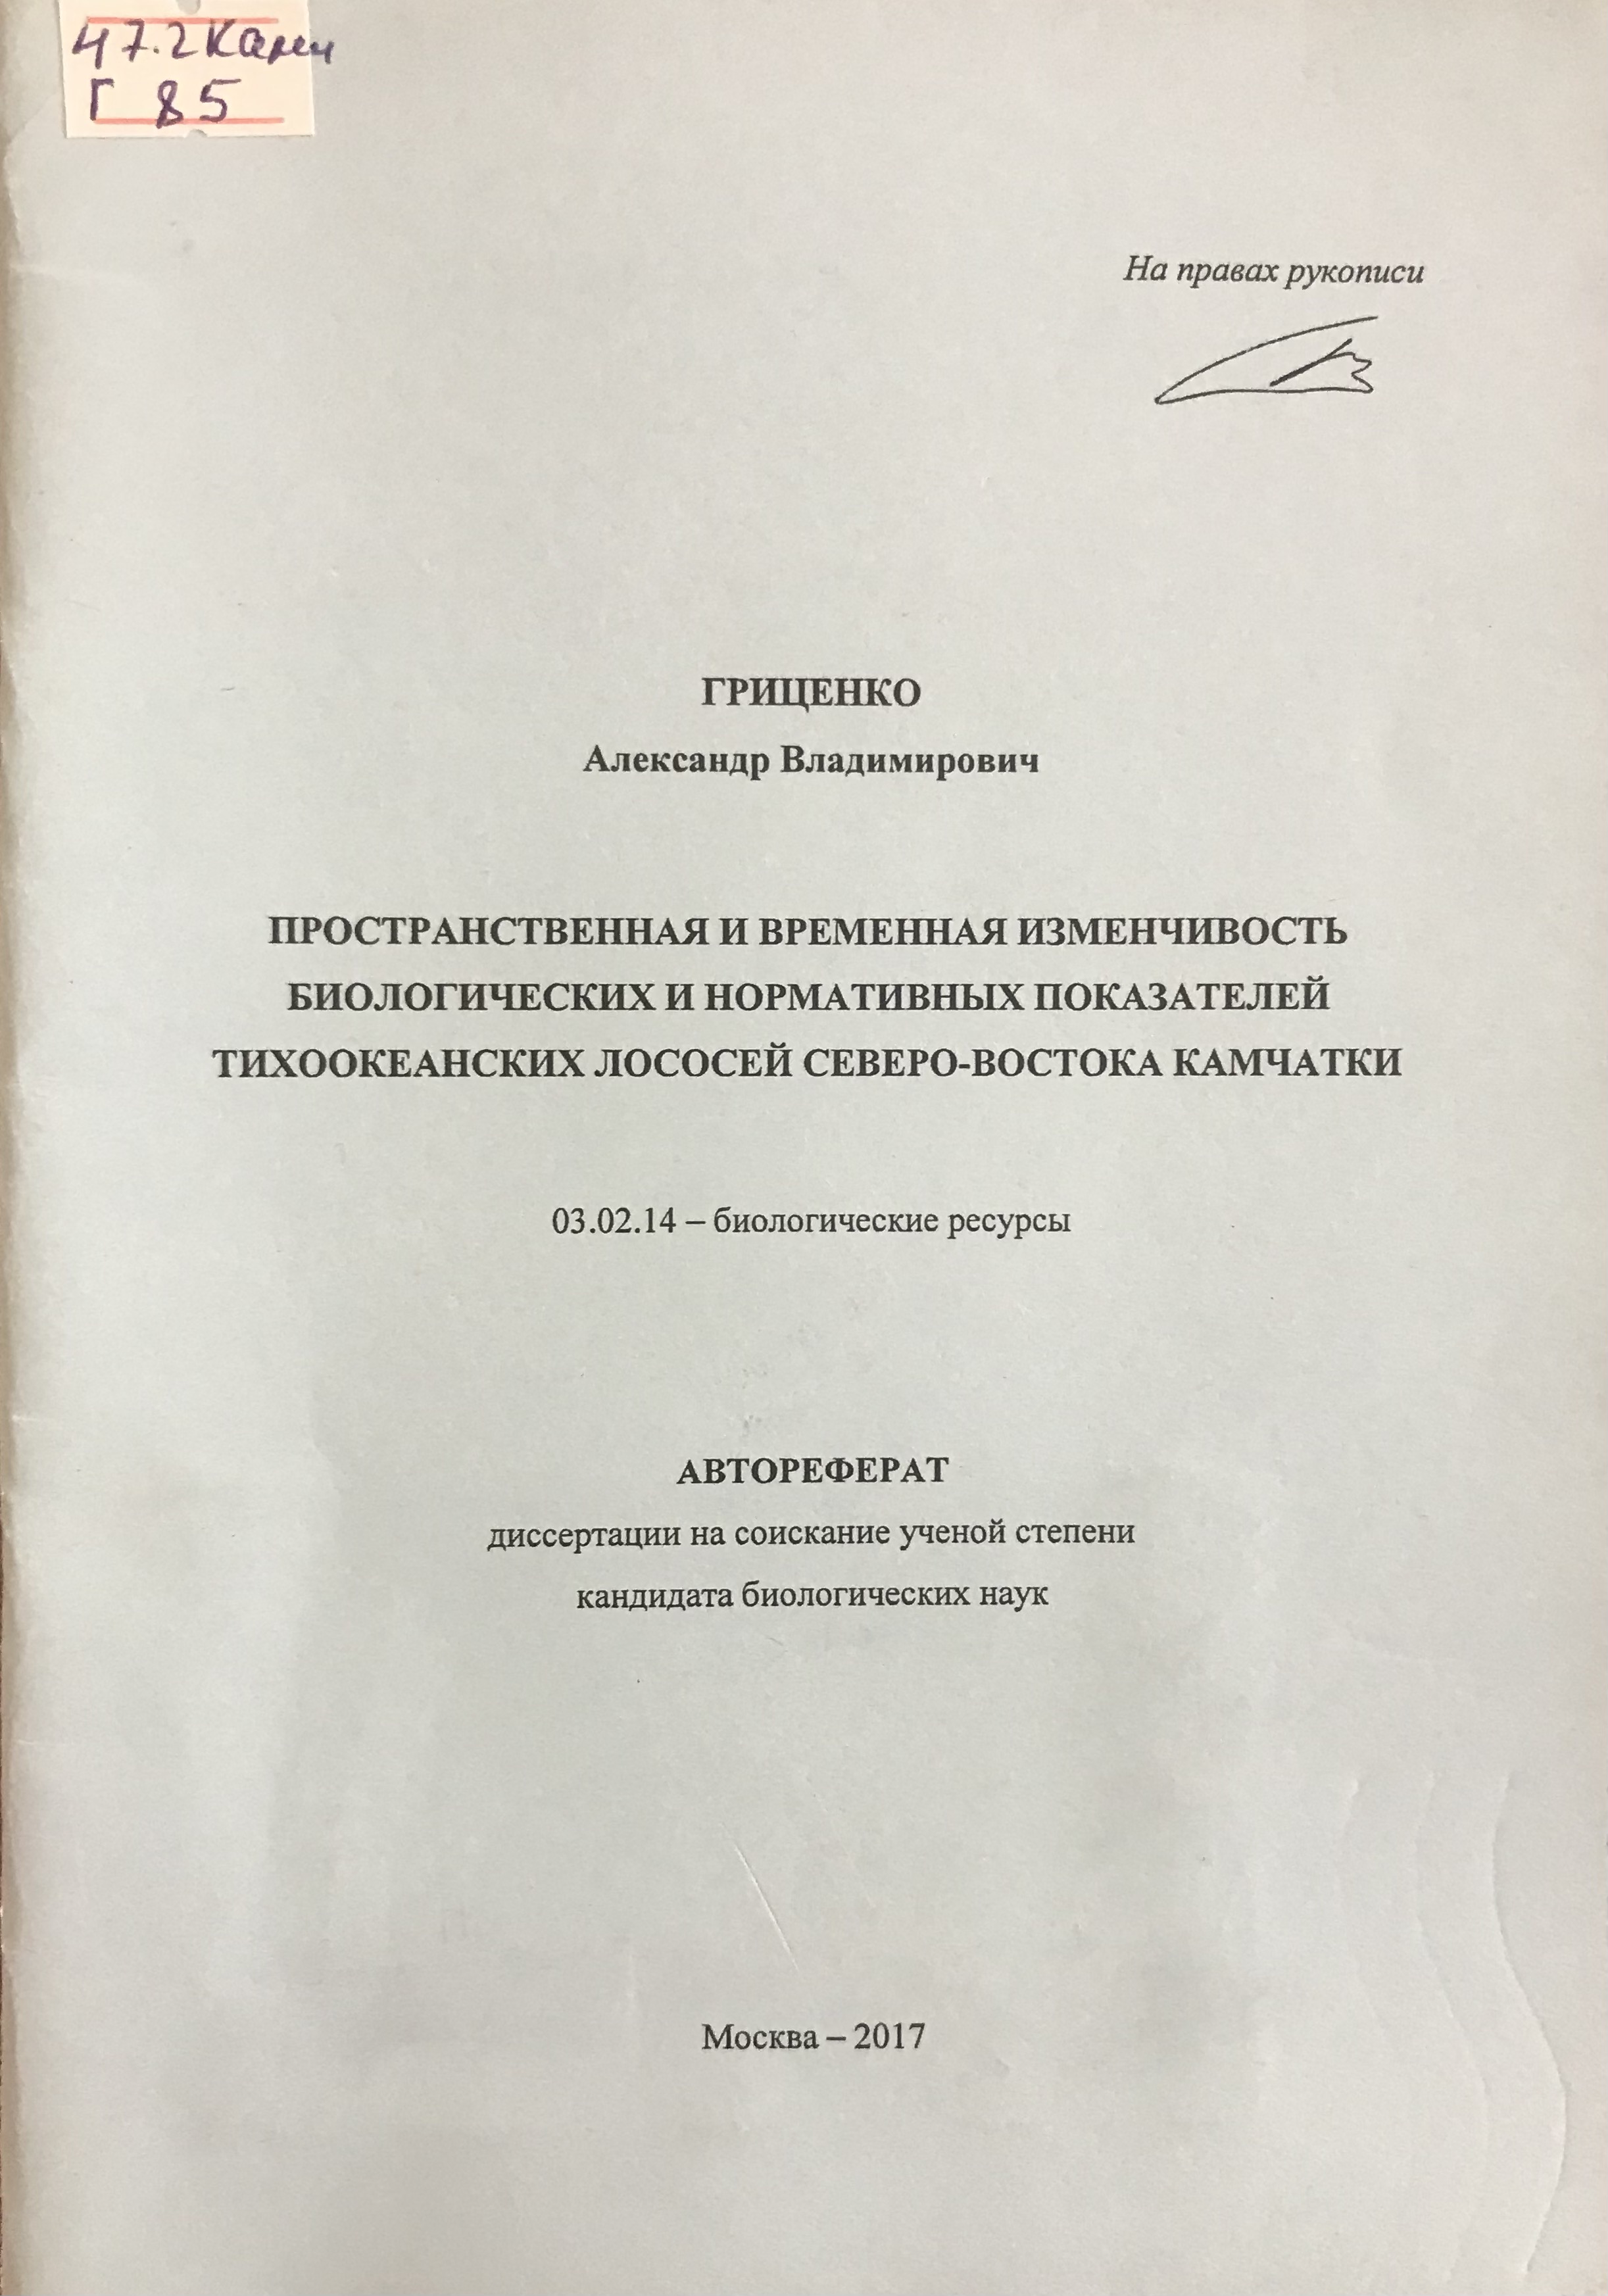 47.2Камч
Г 85
На правах рукописи
ГРИЦЕНКО
Александр Владимирович
ПРОСТРАНСТВЕННАЯ И ВРЕМЕННАЯ ИЗМЕНЧИВОСТЬ
БИОЛОГИЧЕСКИХ И НОРМАТИВНЫХ ПОКАЗАТЕЛЕЙ
ТИХООКЕАНСКИХ ЛОСОСЕЙ СЕВЕРО-ВОСТОКА КАМЧАТКИ
03.02.14 – биологические ресурсы
АВТОРЕФЕРАТ
диссертации на соискание ученой степени
кандидата биологических наук
Москва – 2017